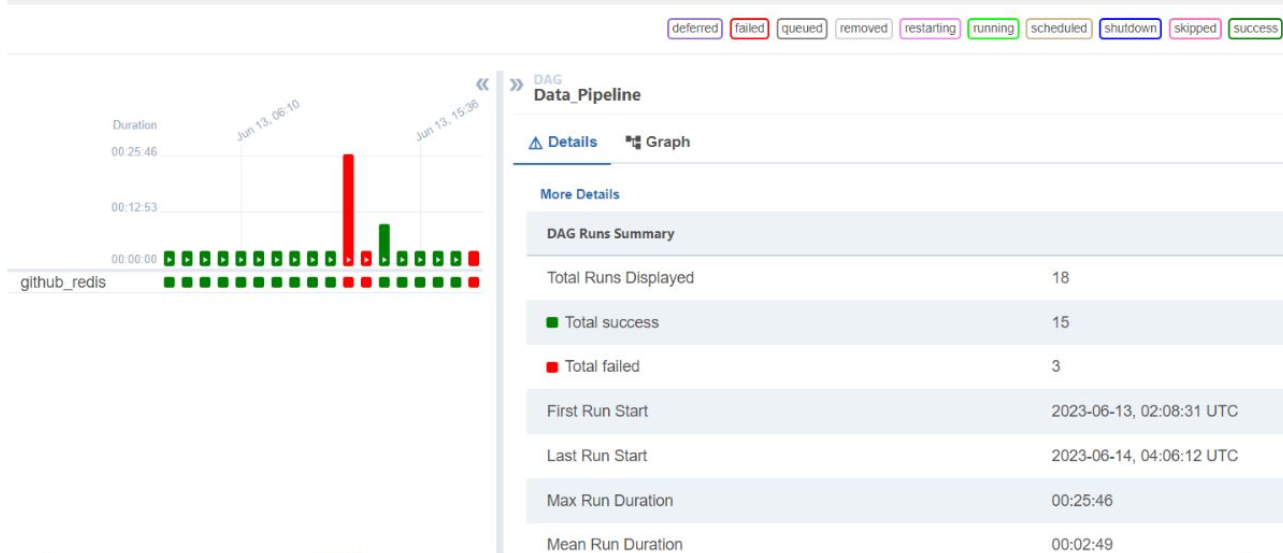 deferred failed queued removed restarting running scheduled shutdown skipped success
DAG
Data_Pipeline
Duration
Jun 13, 06:10
Jun 13, 15:36
00:25:46
00:12:53
00:00:00
github_redis
Details Graph
More Details
DAG Runs Summary
Total Runs Displayed 18
Total success 15
Total failed 3
First Run Start 2023-06-13, 02:08:31 UTC
Last Run Start 2023-06-14, 04:06:12 UTC
Max Run Duration 00:25:46
Mean Run Duration 00:02:49